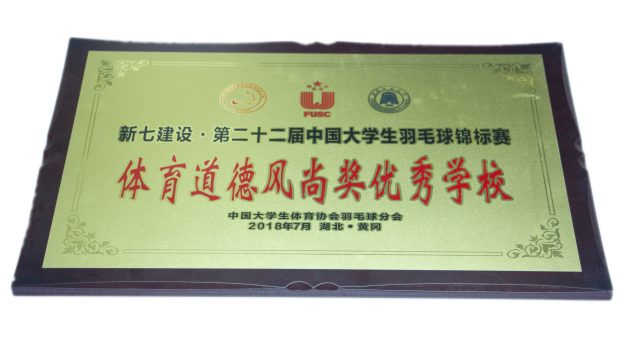 FUSC
新七建设·第二十二届中国大学生羽毛球锦标赛
体育道德风尚奖优秀学校
中国大学生体育协会羽毛球分会
2018年7月 湖北·黄冈